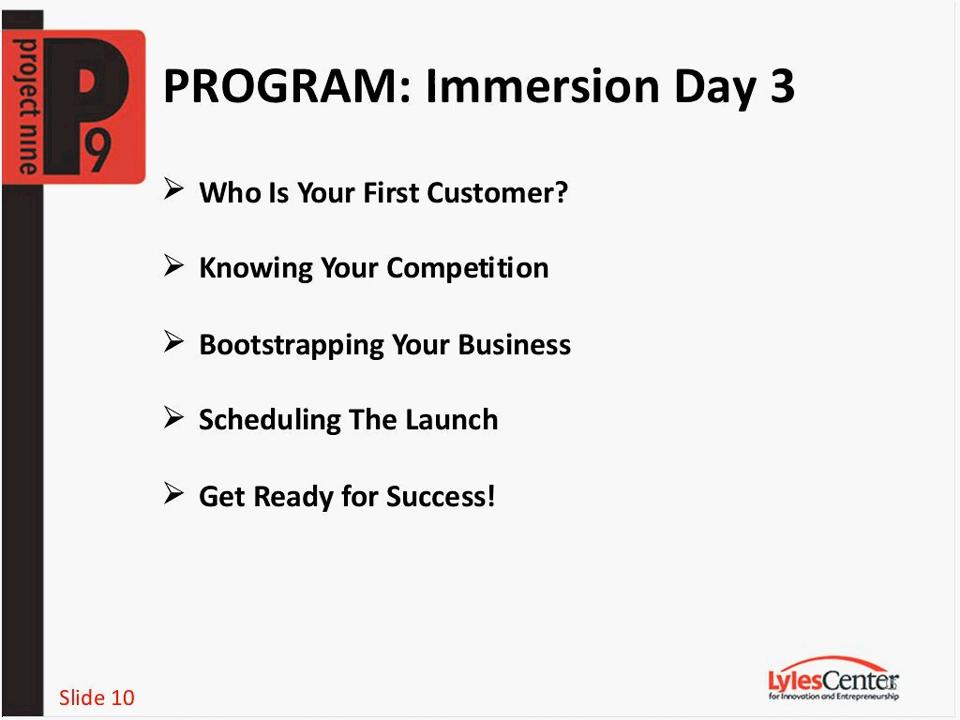 project nine
P
9
PROGRAM: Immersion Day 3
➢ Who Is Your First Customer?
➢ Knowing Your Competition
➢ Bootstrapping Your Business
➢ Scheduling The Launch
➢ Get Ready for Success!
Slide 10
LylesCenter
for Innovation and Entrepreneurship